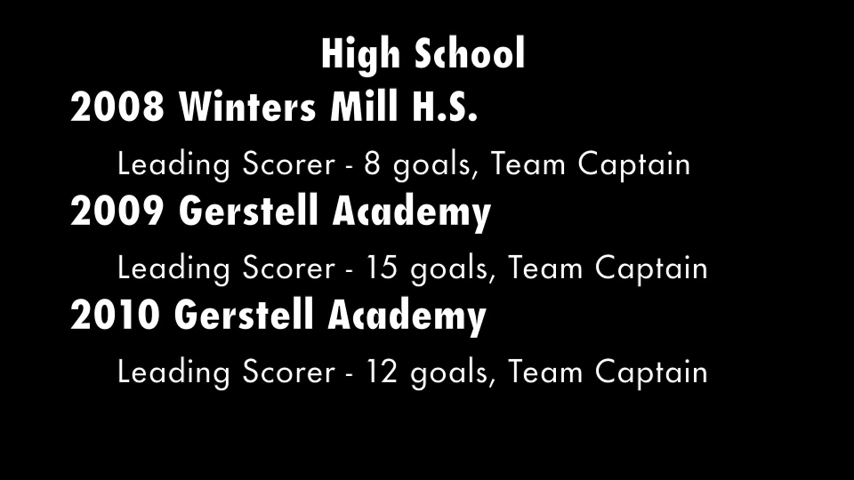 High School
2008 Winters Mill H.S.
Leading Scorer - 8 goals, Team Captain
2009 Gerstell Academy
Leading Scorer - 15 goals, Team Captain
2010 Gerstell Academy
Leading Scorer - 12 goals, Team Captain